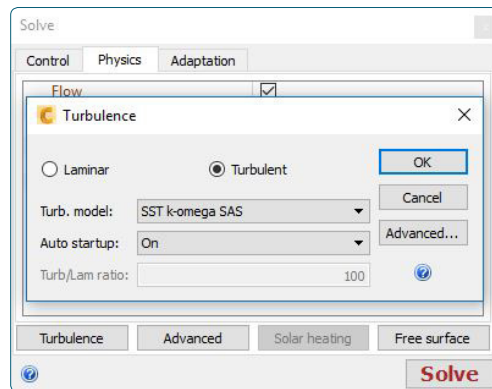 Solve
Control Physics Adaptation
Flow
Turbulence
Laminar Turbulent OK
Turb. model: SST k-omega SAS Cancel
Auto startup: On Advanced...
Turb/Lam ratio: 100
Turbulence Advanced Solar heating Free surface
Solve